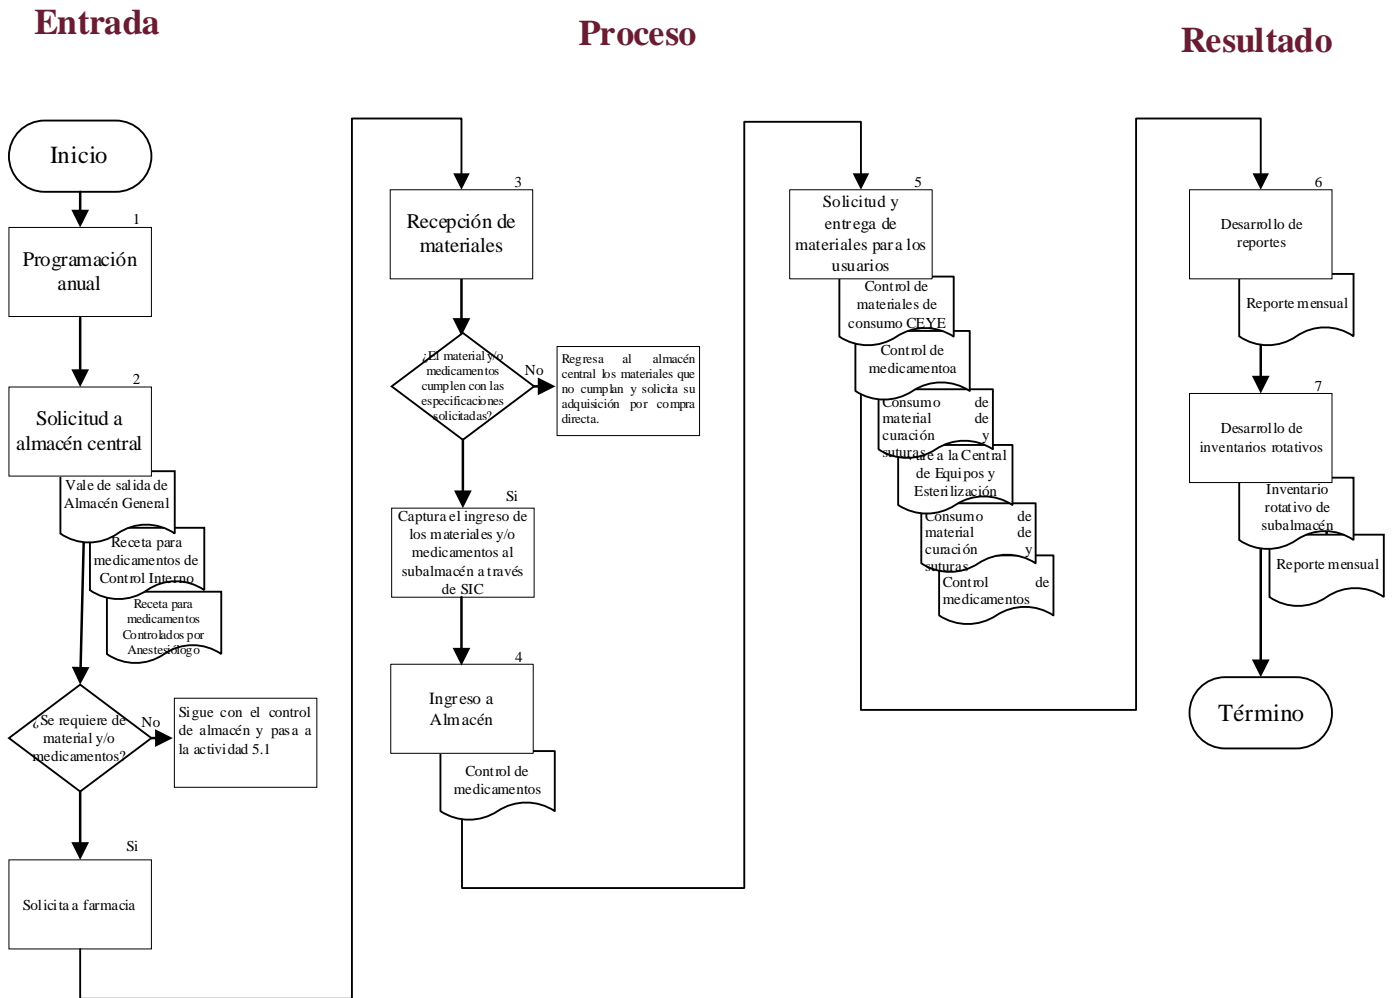 Entrada
Proceso
Resultado
Inicio
1
Programación
anual
2
Solicitud a
almacén central
Vale de salida de
Almacén General
Receta para
medicamentos de
Control Interno
Receta para
medicamentos
Controlados por
Anestesiólogo
¿Se requiere de
material y/o
medicamentos?
No
Sigue con el control
de almacén y pasa a
la actividad 5.1
Si
Solicita a farmacia
3
Recepción de
materiales
¿El material y/o
medicamentos
cumplen con las
especificaciones
solicitadas?
No
Regresa al almacén
central los materiales que
no cumplan y solicita su
adquisición por compra
directa.
Si
Captura el ingreso de
los materiales y/o
medicamentos al
subalmacén a través
de SIC
4
Ingreso a
Almacén
Control de
medicamentos
5
Solicitud y
entrega de
materiales para los
usuarios
Control de
materiales de
consumo CEYE
Control de
medicamentoa
Consumo de
material de
curación y
suturas
a la Central
de Equipos y
Esterilización
Consumo de
material de
curación y
suturas
Control de
medicamentos
6
Desarrollo de
reportes
Reporte mensual
7
Desarrollo de
inventarios rotativos
Inventario
rotativo de
subalmacén
Reporte mensual
Término